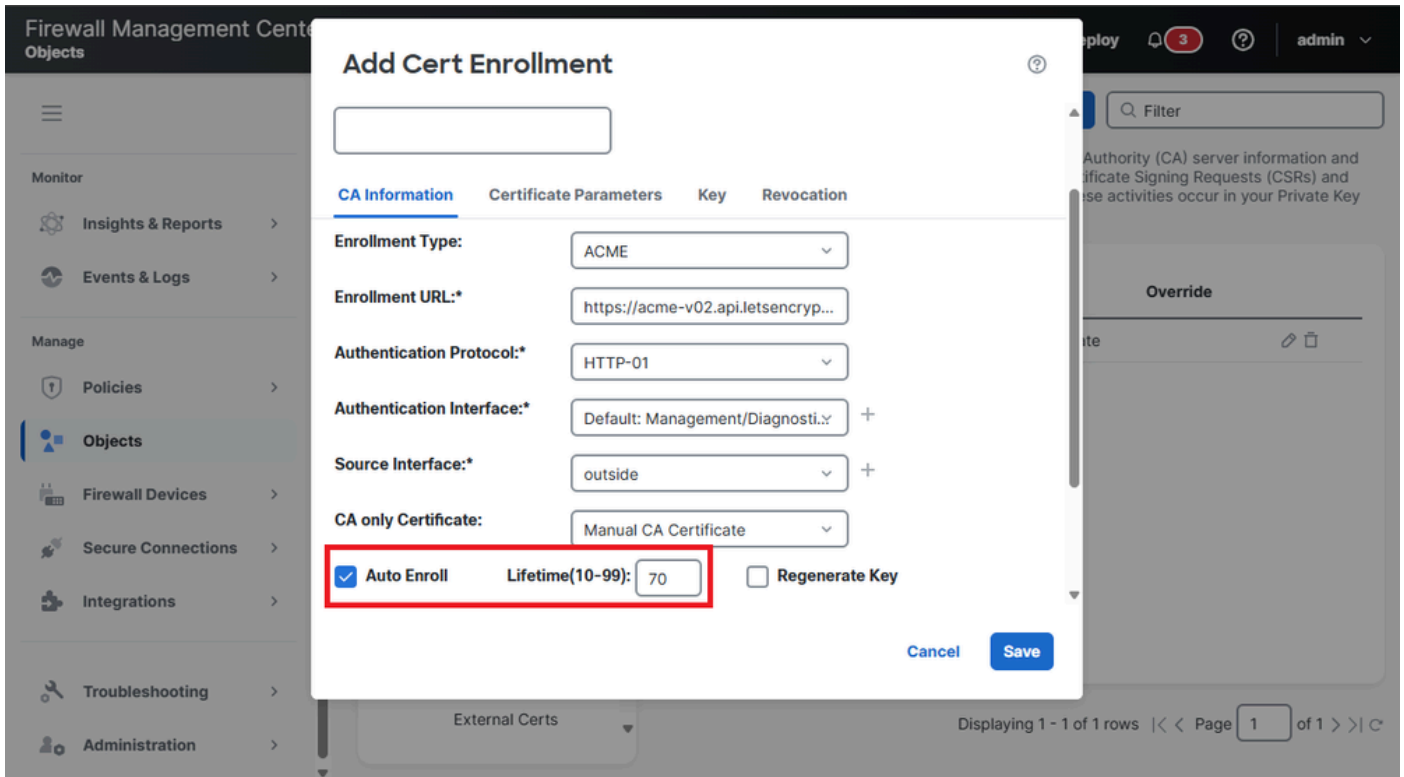 Firewall Management Cente
Objects
eploy
3
admin
Monitor
Insights & Reports
Events & Logs
Manage
Policies
Objects
Firewall Devices
Secure Connections
Integrations
Troubleshooting
Administration
Add Cert Enrollment
CA Information Certificate Parameters Key Revocation
Enrollment Type: ACME
Enrollment URL:* https://acme-v02.api.letsencryp...
Authentication Protocol:* HTTP-01
Authentication Interface:* Default: Management/Diagnosti...
Source Interface:* outside
CA only Certificate: Manual CA Certificate
Auto Enroll Lifetime(10-99): 70 Regenerate Key
Cancel Save
Filter
Authority (CA) server information and
ificate Signing Requests (CSRs) and
ese activities occur in your Private Key
Override
ate
External Certs
Displaying 1 - 1 of 1 rows |< < Page 1 of 1 > >|